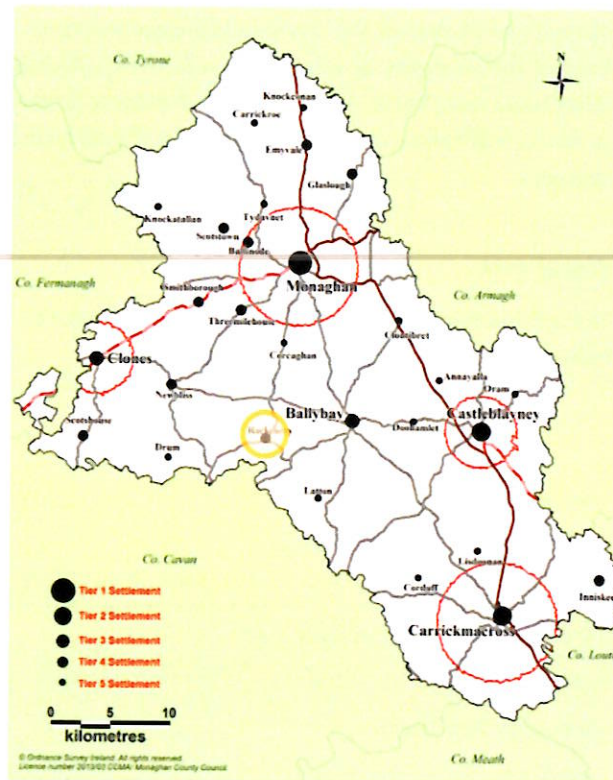 Co. Tyrone
N
Knockconan
Carrickroe
Emyvale
Glaslough
Knockatallan
Tydavnet
Scotstown
Ballinode
Co. Fermanagh
Monaghan
Co. Armagh
Smithborough
Threemilehouse
Clontibret
Corcaghan
Clones
Annayalla
Oram
Newbliss
Ballybay
Castleblayney
Scotshouse
Doohamlet
Drum
Latton
Co. Cavan
Lisdoonan
Corduff
Carrickmacross
Tier 1 Settlement
Tier 2 Settlement
Tier 3 Settlement
Tier 4 Settlement
Tier 5 Settlement
0 5 10
kilometres
© Ordnance Survey Ireland. All rights reserved.
Licence number 2013/03 CCMA/ Monaghan County Council.
Co. Meath